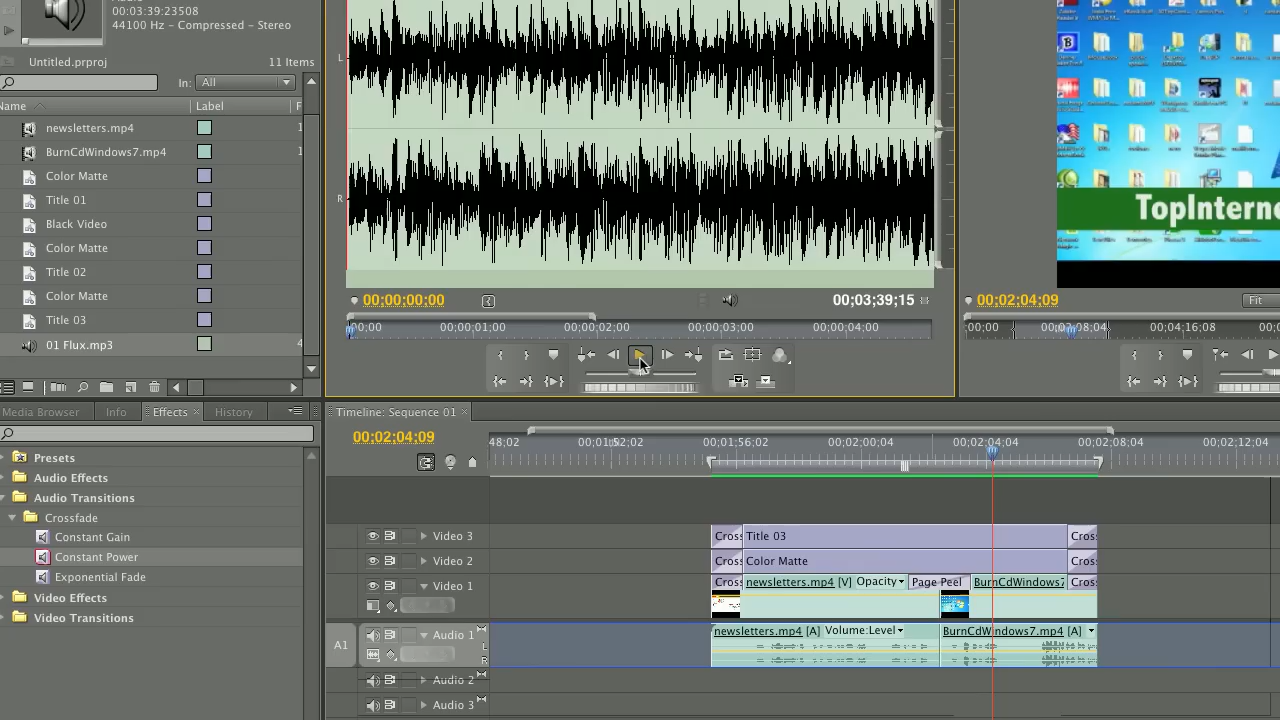 00:03:39:23508
44100 Hz - Compressed - Stereo
Untitled.prproj
11 Items
In: All
Name
Label
newsletters.mp4
BurnCdWindows7.mp4
Color Matte
Title 01
Black Video
Color Matte
Title 02
Color Matte
Title 03
01 Flux.mp3
4
L
R
00;00;00;00
00;03;39;15
00;00
00;00;01;00
00;00;02;00
00;00;03;00
00;00;04;00
TopInterne
00;02;04;09
Fit
00;00
00;04;16;08
Media Browser
Info
Effects ×
History
Presets
Audio Effects
Audio Transitions
Crossfade
Constant Gain
Constant Power
Exponential Fade
Video Effects
Video Transitions
Timeline: Sequence 01 ×
00;02;04;09
48;02
00;01;52;02
00;01;56;02
00;02;00;04
00;02;04;04
00;02;08;04
00;02;12;04
Video 3
Cross
Title 03
Cros
Video 2
Cross
Color Matte
Cros
Video 1
Cross
newsletters.mp4 [V] Opacity
Page Peel
BurnCdWindows7
Cros
A1
Audio 1
L
R
newsletters.mp4 [A] Volume:Level
BurnCdWindows7.mp4 [A]
Audio 2
Audio 3